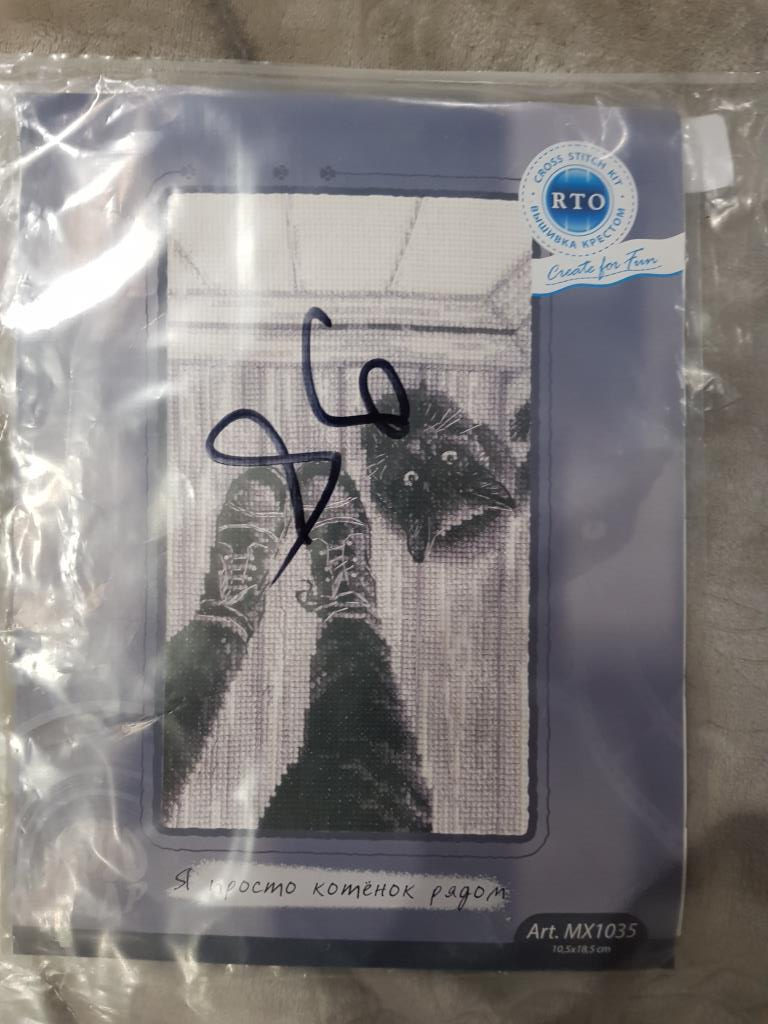 CROSS STITCH KIT
RTO
ВЫШИВКА КРЕСТОМ
Create for Fun
Я просто котёнок рядом
Art. MX1035
10,5x18,5 cm